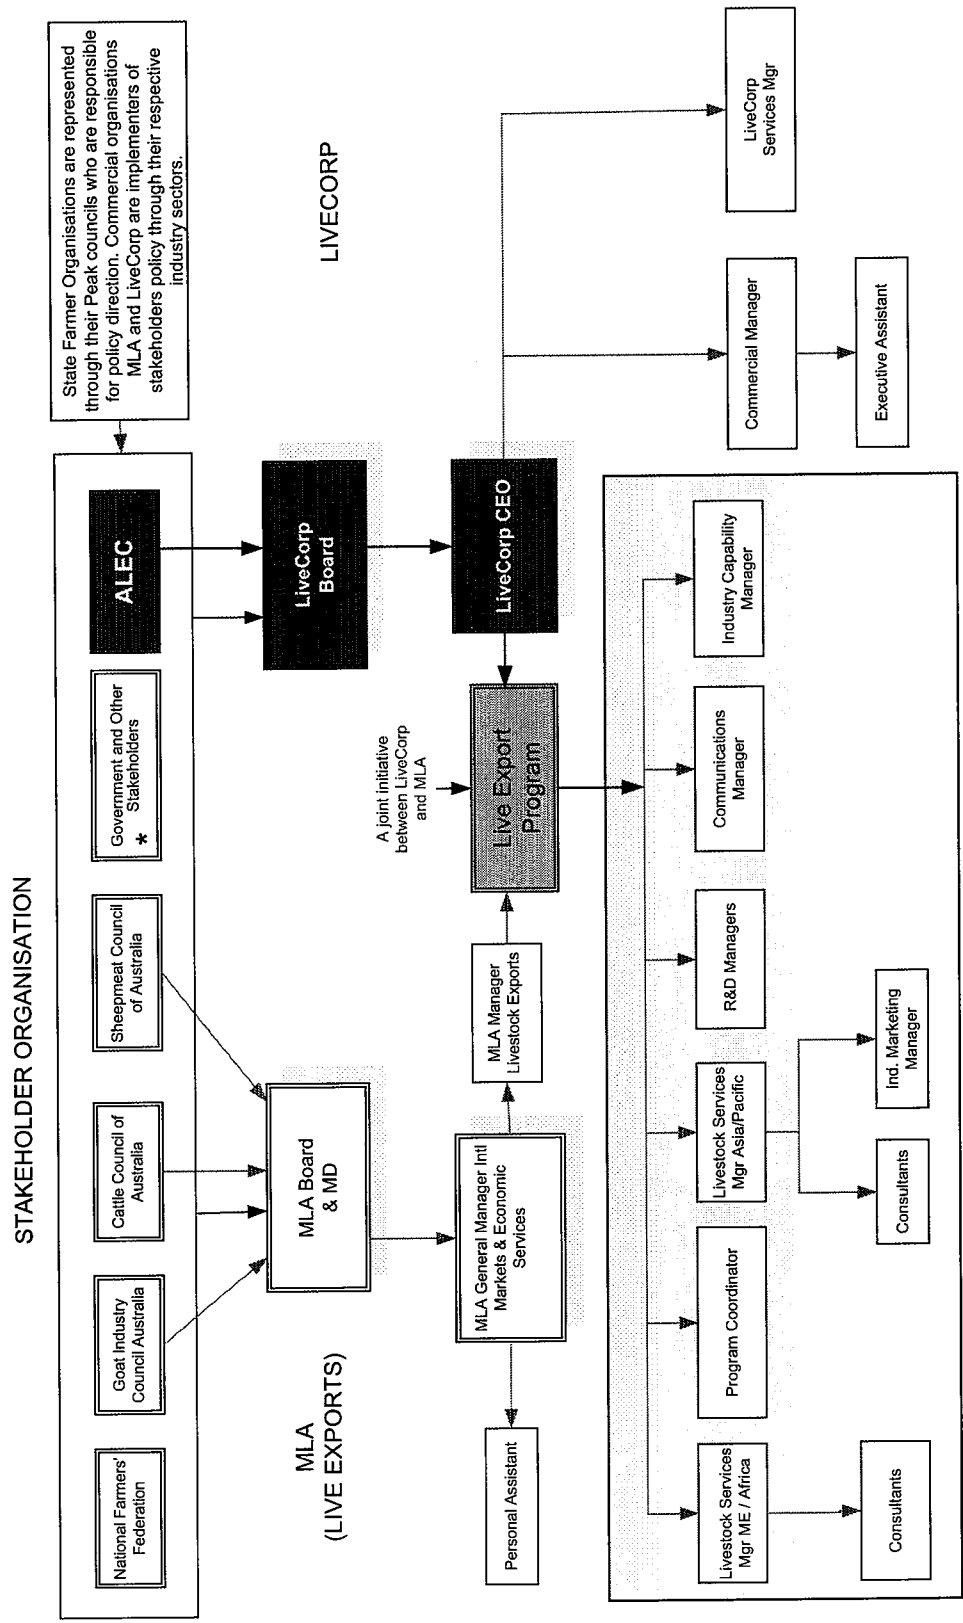 STAKEHOLDER ORGANISATION
National Farmers'
Federation
Goat Industry
Council Australia
Cattle Council of
Australia
Sheepmeat Council
of Australia
Government and Other
Stakeholders
*
ALEC
State Farmer Organisations are represented
through their Peak councils who are responsible
for policy direction. Commercial organisations
MLA and LiveCorp are implementers of
stakeholders policy through their respective
industry sectors.
MLA
(LIVE EXPORTS)
MLA Board
& MD
LiveCorp
Board
LIVECORP
A joint initiative
between LiveCorp
and MLA
Personal Assistant
MLA General Manager Intl
Markets & Economic
Services
MLA Manager
Livestock Exports
Live Export
Program
LiveCorp CEO
Livestock Services
Mgr ME / Africa
Program Coordinator
Livestock Services
Mgr Asia/Pacific
R&D Managers
Communications
Manager
Industry Capability
Manager
Commercial Manager
LiveCorp
Services Mgr
Consultants
Consultants
Ind. Marketing
Manager
Executive Assistant